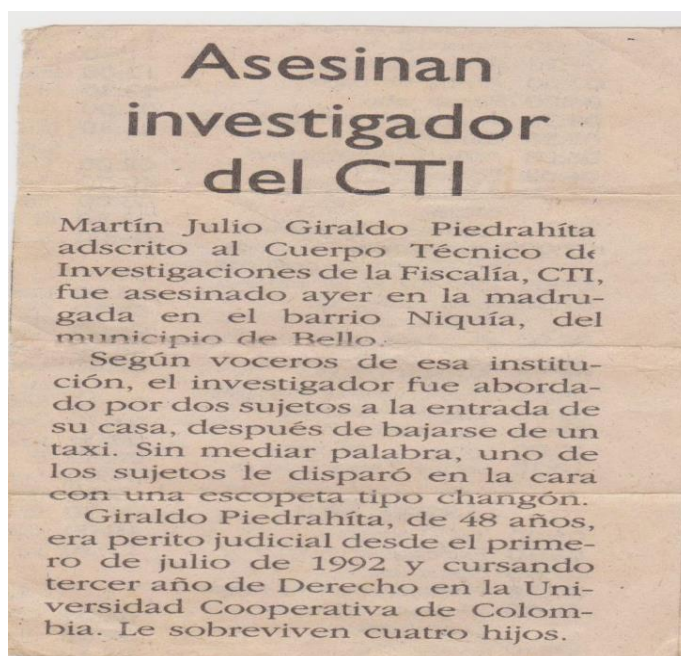 Asesinan
investigador
del CTI
Martín Julio Giraldo Piedrahíta
adscrito al Cuerpo Técnico de
Investigaciones de la Fiscalía, CTI,
fue asesinado ayer en la madru-
gada en el barrio Niquía, del
municipio de Bello.
Según voceros de esa institu-
ción, el investigador fue aborda-
do por dos sujetos a la entrada de
su casa, después de bajarse de un
taxi. Sin mediar palabra, uno de
los sujetos le disparó en la cara
con una escopeta tipo changón.
Giraldo Piedrahíta, de 48 años,
era perito judicial desde el prime-
ro de julio de 1992 y cursando
tercer año de Derecho en la Uni-
versidad Cooperativa de Colom-
bia. Le sobreviven cuatro hijos.